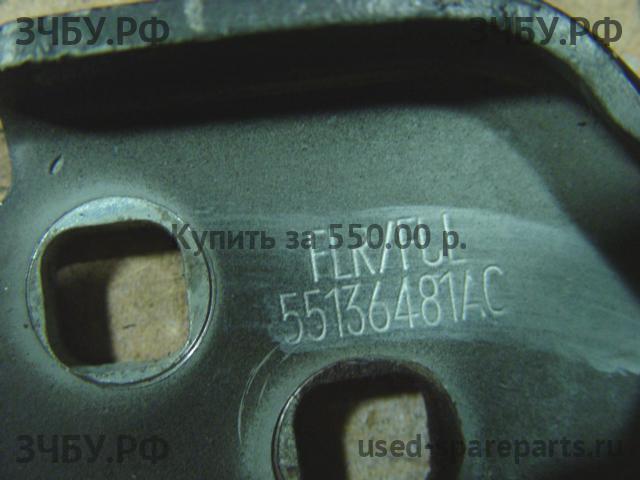 ЗЧБУ.РФ ЗЧБУ.РФ
Купить за 550.00 р.
FLR/FUL
55136481AC
ЗЧБУ.РФ used-spareparts.ru